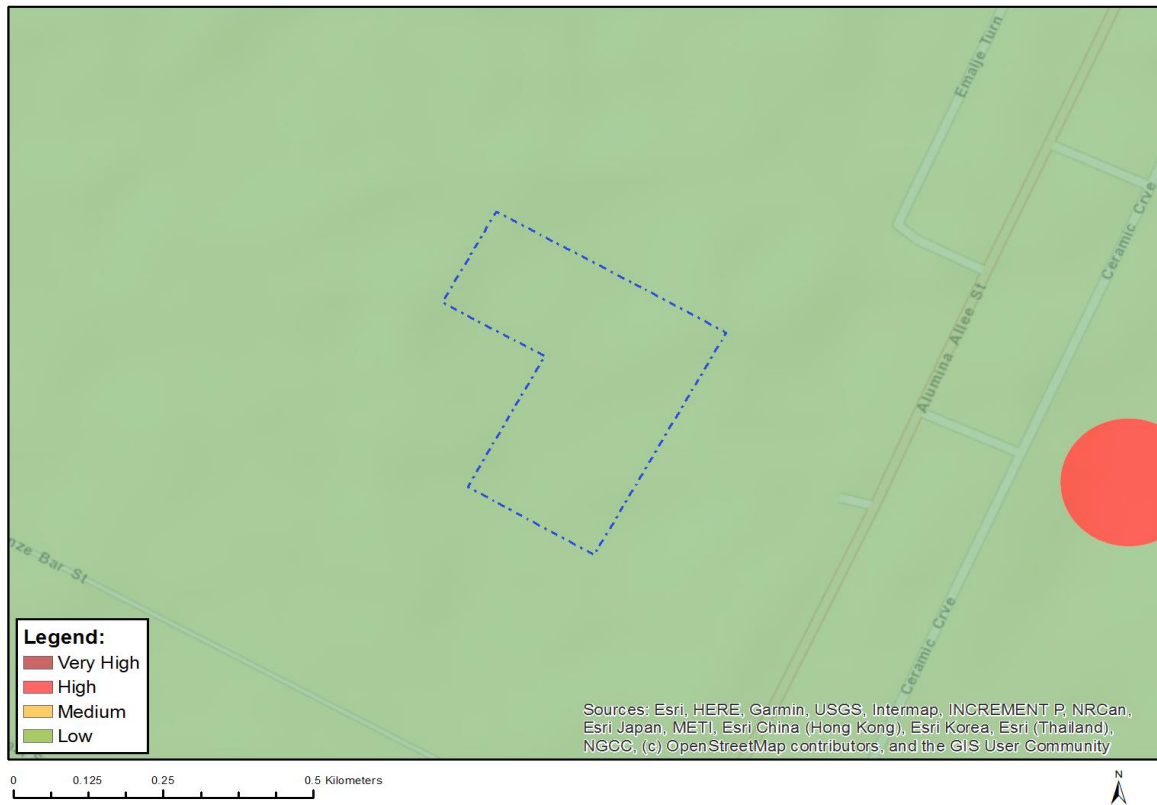 Emalje Turn
Ceramic Crve
Alumina Allee St
nze Bar St
Ceramic Crve
Legend:
Very High
High
Medium
Low
Sources: Esri, HERE, Garmin, USGS, Intermap, INCREMENT P, NRCan,
Esri Japan, METI, Esri China (Hong Kong), Esri Korea, Esri (Thailand),
NGCC, (c) OpenStreetMap contributors, and the GIS User Community
0 0.125 0.25 0.5 Kilometers
N